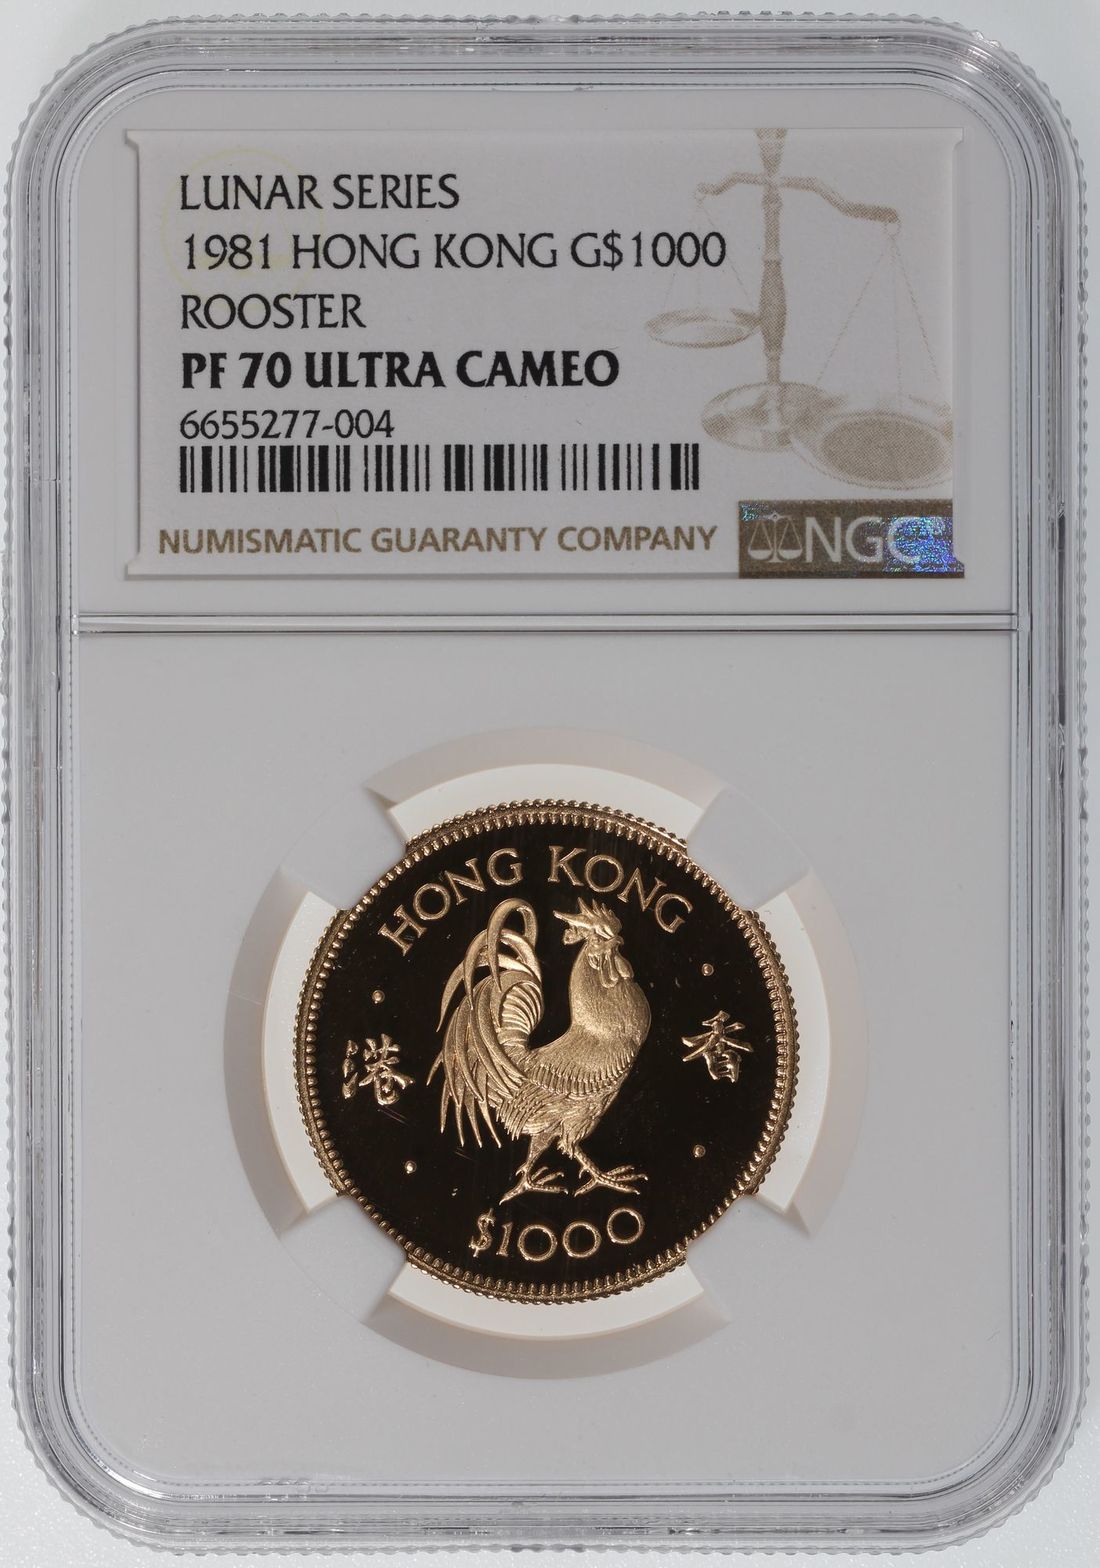 LUNAR SERIES
1981 HONG KONG G$1000
ROOSTER
PF 70 ULTRA CAMEO
6655277-004
NUMISMATIC GUARANTY COMPANY
NGC
HONG KONG
港
香
$1000